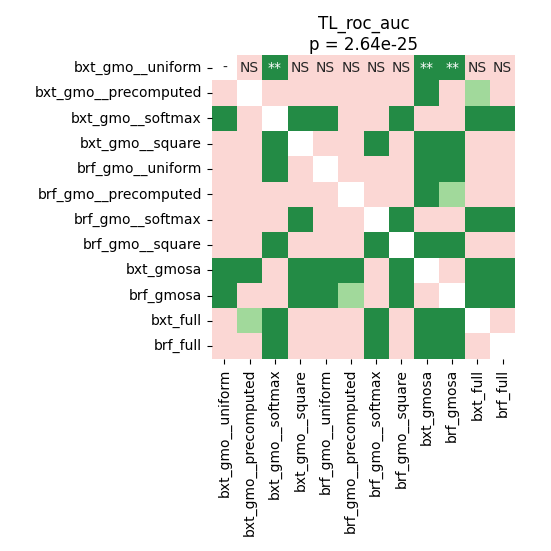 TL_roc_auc
p = 2.64e-25
bxt_gmo__uniform - NS ** NS NS NS NS NS ** ** NS NS
bxt_gmo__precomputed
bxt_gmo__softmax
bxt_gmo__square
brf_gmo__uniform
brf_gmo__precomputed
brf_gmo__softmax
brf_gmo__square
bxt_gmosa
brf_gmosa
bxt_full
brf_full
bxt_gmo__uniform
bxt_gmo__precomputed
bxt_gmo__softmax
bxt_gmo__square
brf_gmo__uniform
brf_gmo__precomputed
brf_gmo__softmax
brf_gmo__square
bxt_gmosa
brf_gmosa
bxt_full
brf_full